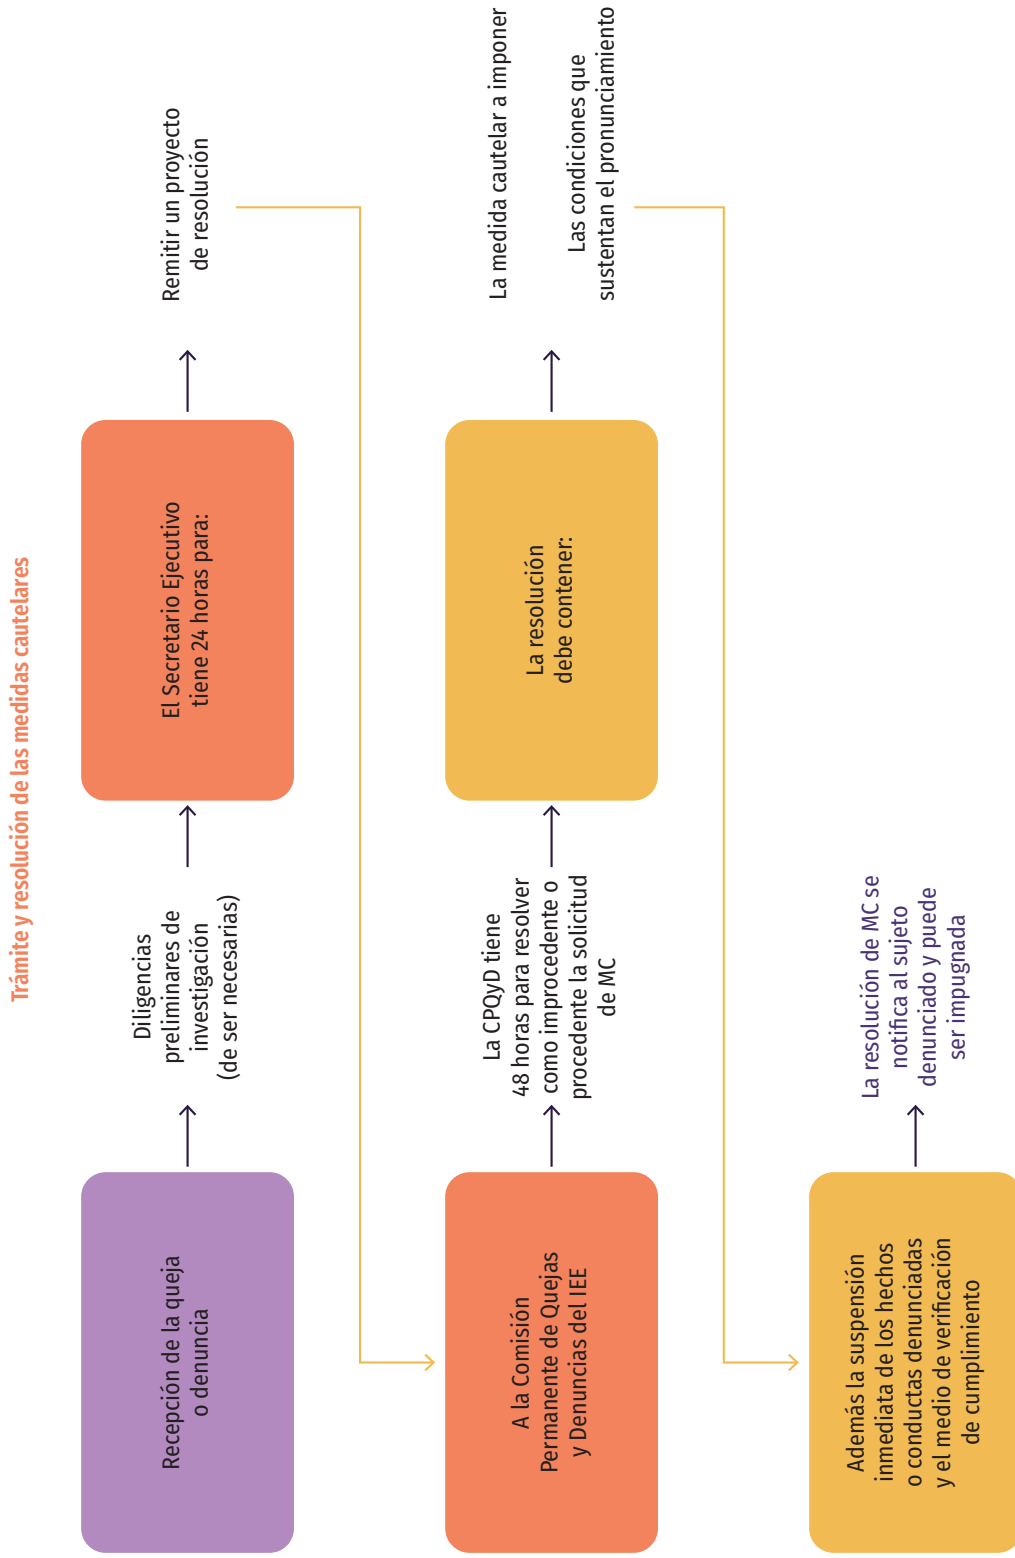 Trámite y resolución de las medidas cautelares
Recepción de la queja
o denuncia
Diligencias
preliminares de
investigación
(de ser necesarias)
El Secretario Ejecutivo
tiene 24 horas para:
Remitir un proyecto
de resolución
A la Comisión
Permanente de Quejas
y Denuncias del IEE
La CPQyD tiene
48 horas para resolver
como improcedente o
procedente la solicitud
de MC
La resolución
debe contener:
La medida cautelar a imponer
Las condiciones que
sustentan el pronunciamiento
Además la suspensión
inmediata de los hechos
o conductas denunciadas
y el medio de verificación
de cumplimiento
La resolución de MC se
notifica al sujeto
denunciado y puede
ser impugnada